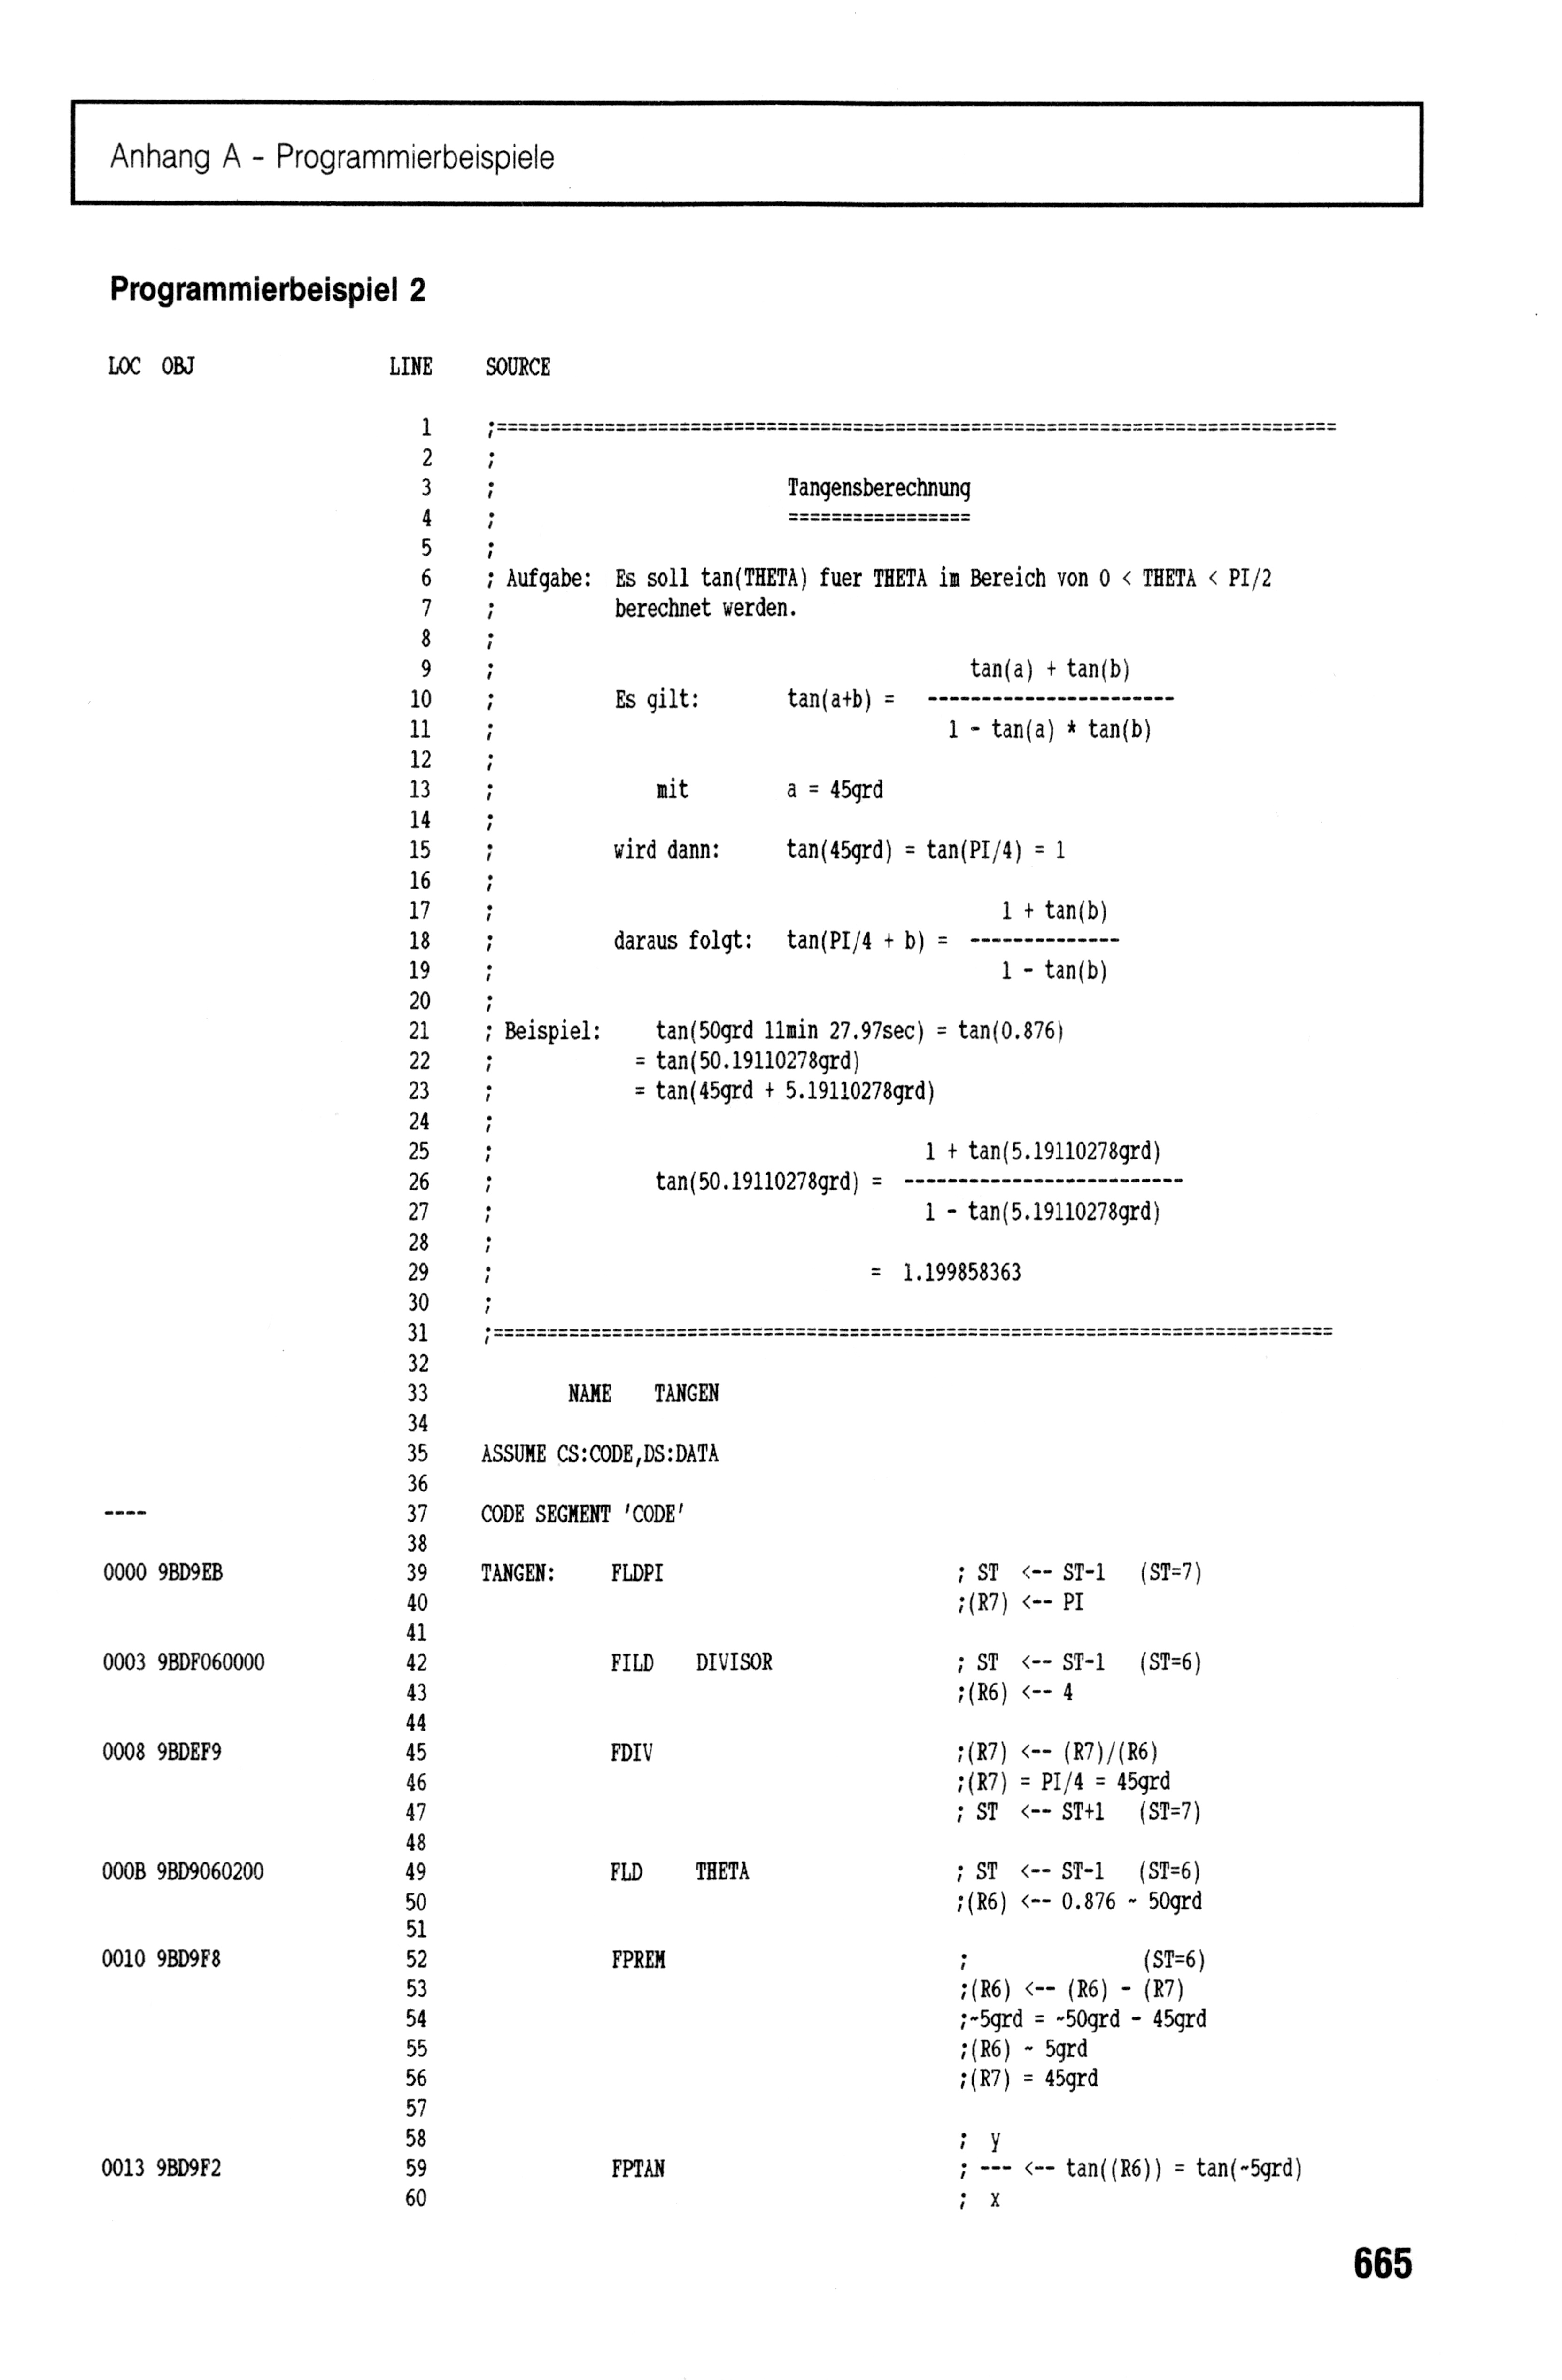 Anhang A - Programmierbeispiele
Programmierbeispiel 2
LOC  OBJ                 LINE     SOURCE
                            1     ;==============================================================================
                            2     ;
                            3     ;                           Tangensberechnung
                            4     ;                           =================
                            5     ;
                            6     ; Aufgabe:  Es soll tan(THETA) fuer THETA im Bereich von 0 < THETA < PI/2
                            7     ;           berechnet werden.
                            8     ;
                            9     ;                                            tan(a) + tan(b)
                           10     ;           Es gilt:        tan(a+b) =   -----------------------
                           11     ;                                          1 - tan(a) * tan(b)
                           12     ;
                           13     ;               mit         a = 45grd
                           14     ;
                           15     ;           wird dann:      tan(45grd) = tan(PI/4) = 1
                           16     ;
                           17     ;                                               1 + tan(b)
                           18     ;           daraus folgt:   tan(PI/4 + b) =  --------------
                           19     ;                                               1 - tan(b)
                           20     ;
                           21     ; Beispiel:     tan(50grd 11min 27.97sec) = tan(0.876)
                           22     ;             = tan(50.19110278grd)
                           23     ;             = tan(45grd + 5.19110278grd)
                           24     ;
                           25     ;                                        1 + tan(5.19110278grd)
                           26     ;               tan(50.19110278grd) =  --------------------------
                           27     ;                                        1 - tan(5.19110278grd)
                           28     ;
                           29     ;                                   =  1.199858363
                           30     ;
                           31     ;==============================================================================
                           32
                           33             NAME    TANGEN
                           34
                           35     ASSUME CS:CODE,DS:DATA
                           36
----                       37     CODE SEGMENT 'CODE'
                           38
0000 9BD9EB                39     TANGEN:     FLDPI                           ; ST  <-- ST-1   (ST=7)
                           40                                                 ;(R7) <-- PI
                           41
0003 9BDF060000            42                 FILD    DIVISOR                 ; ST  <-- ST-1   (ST=6)
                           43                                                 ;(R6) <-- 4
                           44
0008 9BDEF9                45                 FDIV                            ;(R7) <-- (R7)/(R6)
                           46                                                 ;(R7) = PI/4 = 45grd
                           47                                                 ; ST  <-- ST+1   (ST=7)
                           48
000B 9BD9060200            49                 FLD     THETA                   ; ST  <-- ST-1   (ST=6)
                           50                                                 ;(R6) <-- 0.876 ~ 50grd
                           51
0010 9BD9F8                52                 FPREM                           ;                (ST=6)
                           53                                                 ;(R6) <-- (R6) - (R7)
                           54                                                 ;~5grd = ~50grd - 45grd
                           55                                                 ;(R6) ~ 5grd
                           56                                                 ;(R7) = 45grd
                           57
                           58                                                 ;  y
0013 9BD9F2                59                 FPTAN                           ; --- <-- tan((R6)) = tan(~5grd)
                           60                                                 ;  x
665